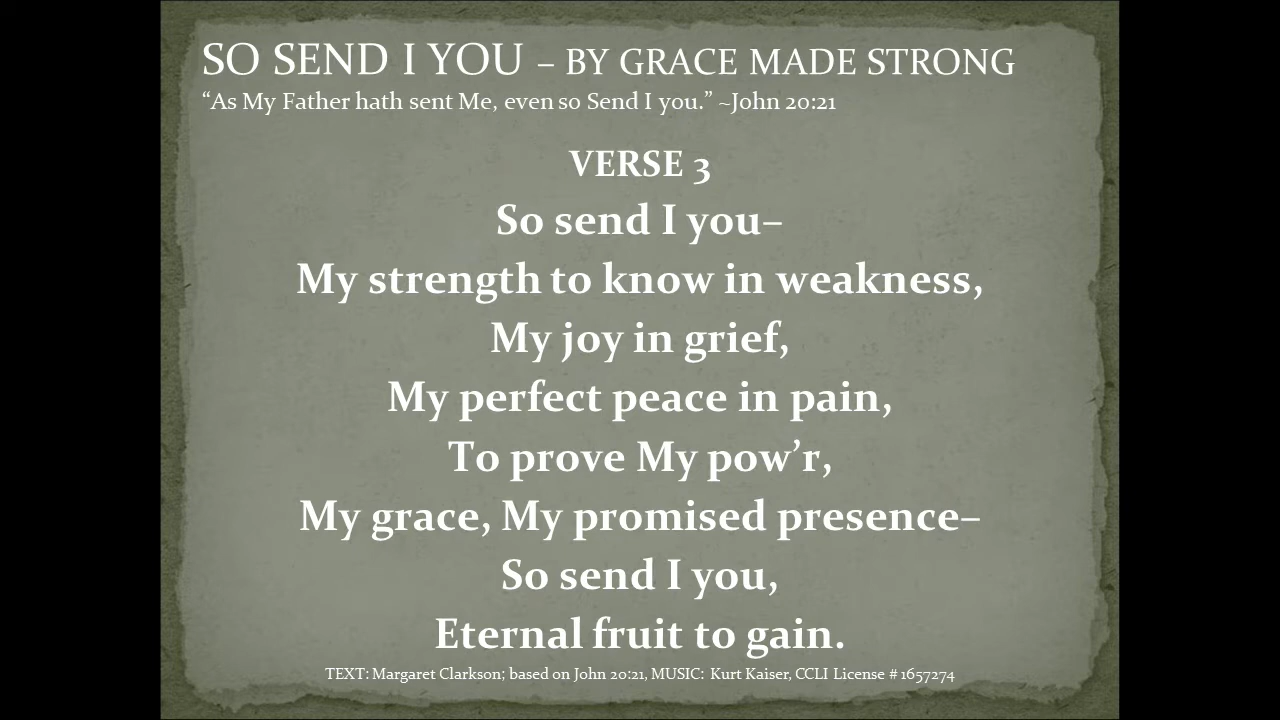 SO SEND I YOU – BY GRACE MADE STRONG
“As My Father hath sent Me, even so Send I you.” ~John 20:21
VERSE 3
So send I you–
My strength to know in weakness,
My joy in grief,
My perfect peace in pain,
To prove My pow’r,
My grace, My promised presence–
So send I you,
Eternal fruit to gain.
TEXT: Margaret Clarkson; based on John 20:21, MUSIC: Kurt Kaiser, CCLI License # 1657274